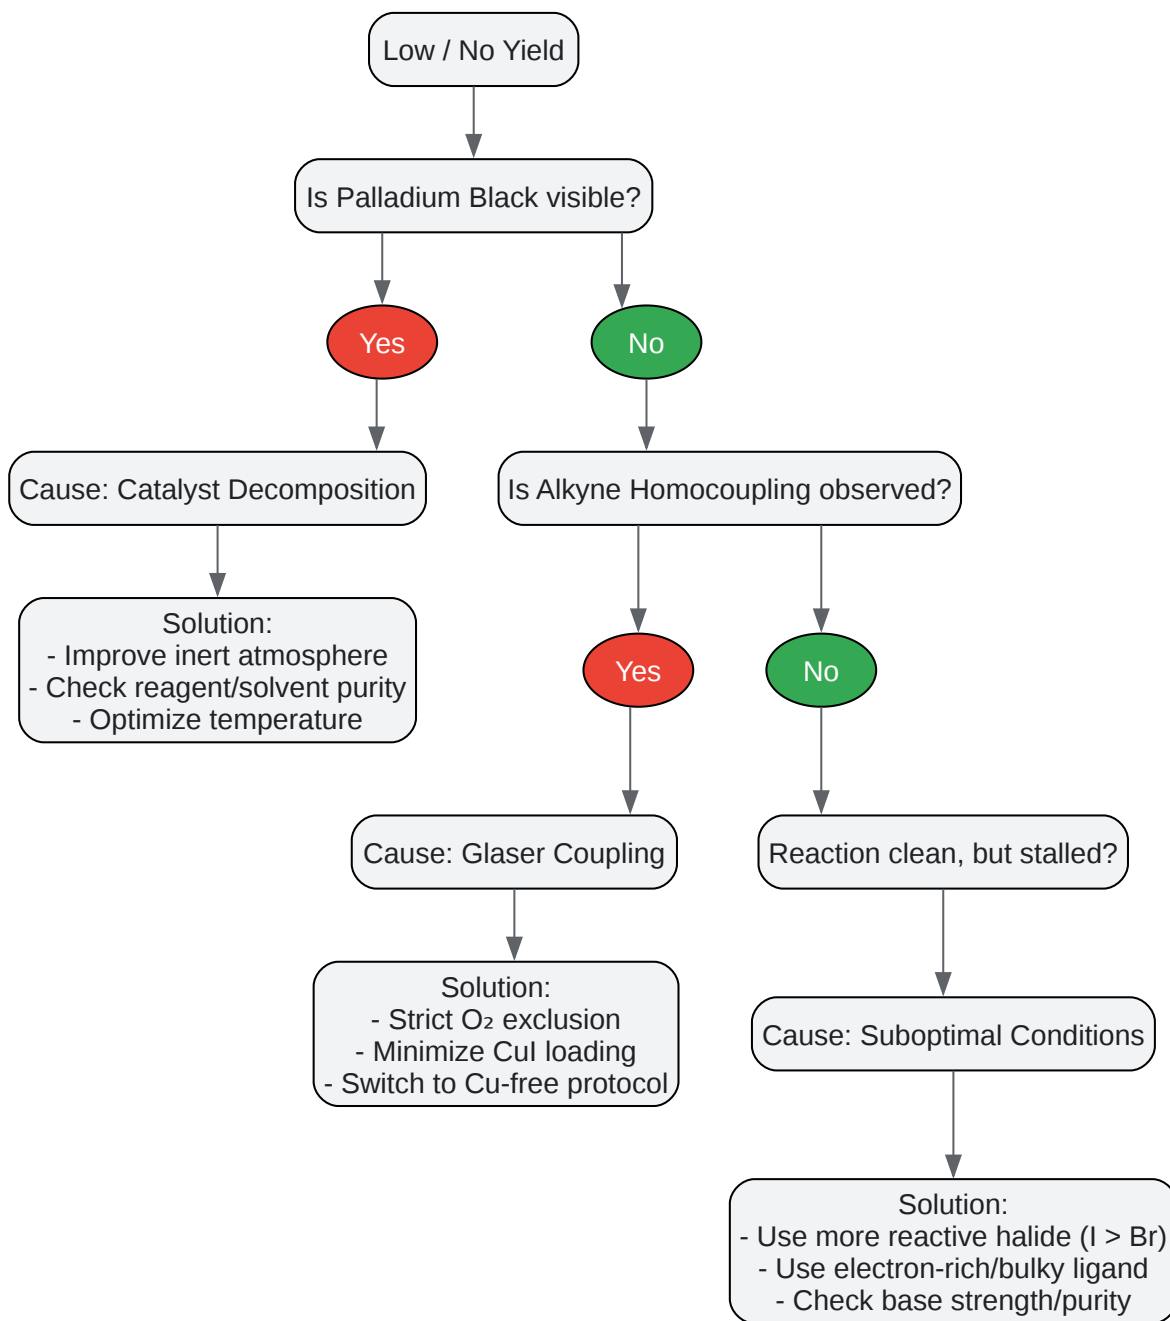 Low / No Yield
Is Palladium Black visible?
Yes
No
Cause: Catalyst Decomposition
Is Alkyne Homocoupling observed?
Solution:
- Improve inert atmosphere
- Check reagent/solvent purity
- Optimize temperature
Yes
No
Cause: Glaser Coupling
Reaction clean, but stalled?
Solution:
- Strict O₂ exclusion
- Minimize CuI loading
- Switch to Cu-free protocol
Cause: Suboptimal Conditions
Solution:
- Use more reactive halide (I > Br)
- Use electron-rich/bulky ligand
- Check base strength/purity